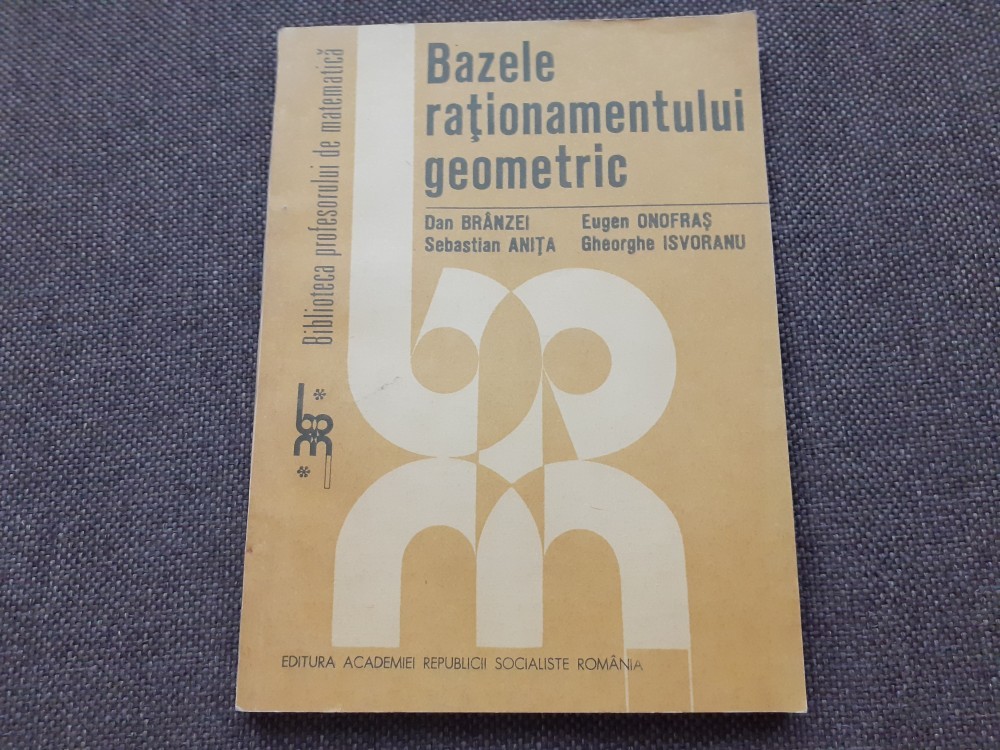 Bazele
raționamentului
geometric
Dan BRÂNZEI Eugen ONOFRAȘ
Sebastian ANIȚA Gheorghe ISVORANU
Biblioteca profesorului de matematică
EDITURA ACADEMIEI REPUBLICII SOCIALISTE ROMÂNIA